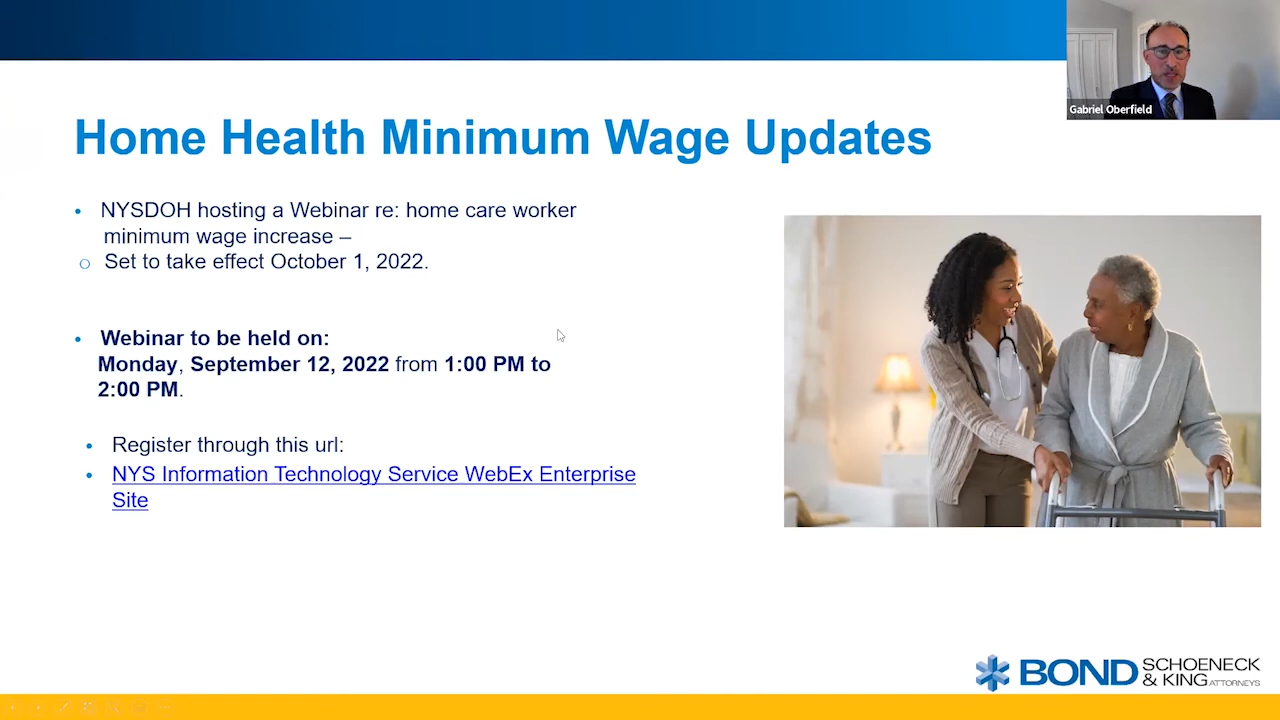 Gabriel Oberfield
Home Health Minimum Wage Updates
• NYSDOH hosting a Webinar re: home care worker
minimum wage increase –
o Set to take effect October 1, 2022.
• Webinar to be held on:
Monday, September 12, 2022 from 1:00 PM to
2:00 PM.
• Register through this url:
• NYS Information Technology Service WebEx Enterprise
Site
BOND SCHOENECK
& KING ATTORNEYS